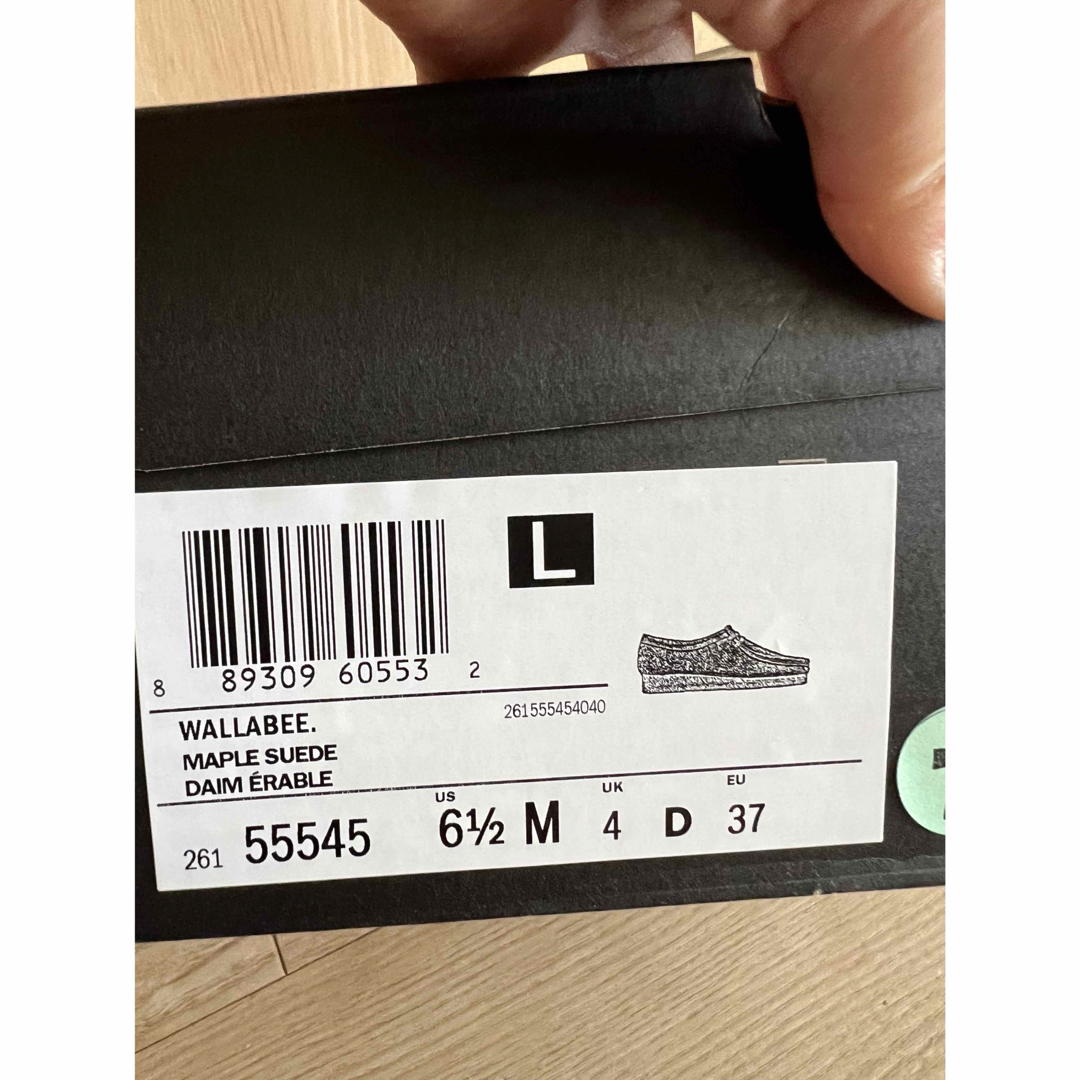 L
8 89309 60553 2
261555454040
WALLABEE.
MAPLE SUEDE
DAIM ÉRABLE
US UK EU
261 55545 6½ M 4 D 37